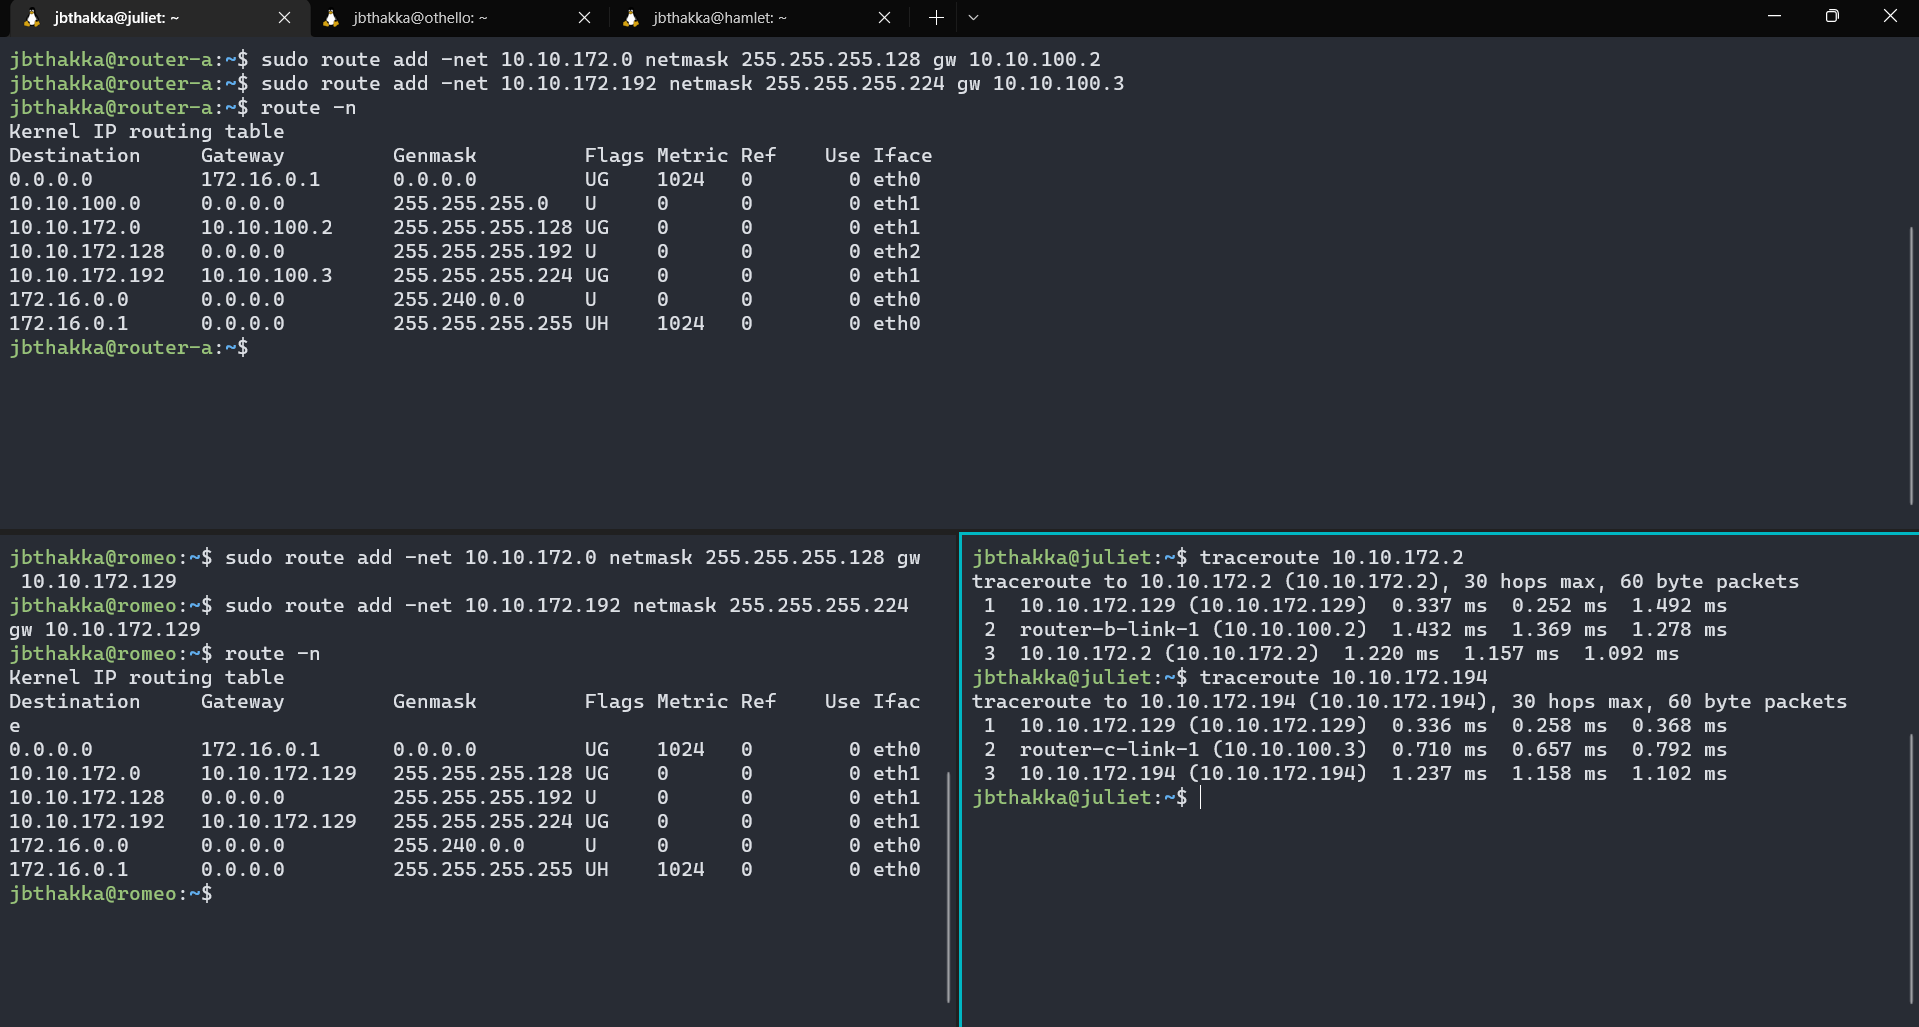 jbthakka@juliet: ~
jbthakka@othello: ~
jbthakka@hamlet: ~
jbthakka@router-a:~$ sudo route add -net 10.10.172.0 netmask 255.255.255.128 gw 10.10.100.2
jbthakka@router-a:~$ sudo route add -net 10.10.172.192 netmask 255.255.255.224 gw 10.10.100.3
jbthakka@router-a:~$ route -n
Kernel IP routing table
Destination     Gateway         Genmask         Flags Metric Ref    Use Iface
0.0.0.0         172.16.0.1      0.0.0.0         UG    1024   0        0 eth0
10.10.100.0     0.0.0.0         255.255.255.0   U     0      0        0 eth1
10.10.172.0     10.10.100.2     255.255.255.128 UG    0      0        0 eth1
10.10.172.128   0.0.0.0         255.255.255.192 U     0      0        0 eth2
10.10.172.192   10.10.100.3     255.255.255.224 UG    0      0        0 eth1
172.16.0.0      0.0.0.0         255.240.0.0     U     0      0        0 eth0
172.16.0.1      0.0.0.0         255.255.255.255 UH    1024   0        0 eth0
jbthakka@router-a:~$
jbthakka@romeo:~$ sudo route add -net 10.10.172.0 netmask 255.255.255.128 gw
 10.10.172.129
jbthakka@romeo:~$ sudo route add -net 10.10.172.192 netmask 255.255.255.224
gw 10.10.172.129
jbthakka@romeo:~$ route -n
Kernel IP routing table
Destination     Gateway         Genmask         Flags Metric Ref    Use Ifac
e
0.0.0.0         172.16.0.1      0.0.0.0         UG    1024   0        0 eth0
10.10.172.0     10.10.172.129   255.255.255.128 UG    0      0        0 eth1
10.10.172.128   0.0.0.0         255.255.255.192 U     0      0        0 eth1
10.10.172.192   10.10.172.129   255.255.255.224 UG    0      0        0 eth1
172.16.0.0      0.0.0.0         255.240.0.0     U     0      0        0 eth0
172.16.0.1      0.0.0.0         255.255.255.255 UH    1024   0        0 eth0
jbthakka@romeo:~$
jbthakka@juliet:~$ traceroute 10.10.172.2
traceroute to 10.10.172.2 (10.10.172.2), 30 hops max, 60 byte packets
 1  10.10.172.129 (10.10.172.129)  0.337 ms  0.252 ms  1.492 ms
 2  router-b-link-1 (10.10.100.2)  1.432 ms  1.369 ms  1.278 ms
 3  10.10.172.2 (10.10.172.2)  1.220 ms  1.157 ms  1.092 ms
jbthakka@juliet:~$ traceroute 10.10.172.194
traceroute to 10.10.172.194 (10.10.172.194), 30 hops max, 60 byte packets
 1  10.10.172.129 (10.10.172.129)  0.336 ms  0.258 ms  0.368 ms
 2  router-c-link-1 (10.10.100.3)  0.710 ms  0.657 ms  0.792 ms
 3  10.10.172.194 (10.10.172.194)  1.237 ms  1.158 ms  1.102 ms
jbthakka@juliet:~$